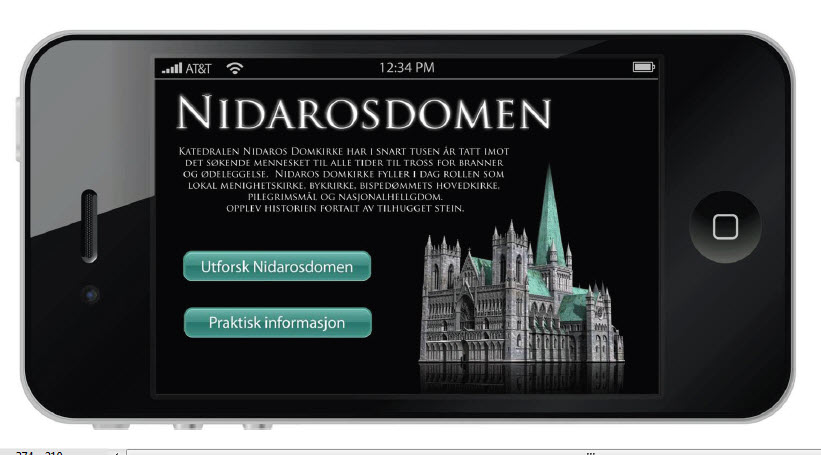 AT&T 12:34 PM
NIDAROSDOMEN
KATEDRALEN NIDAROS DOMKIRKE HAR I SNART TUSEN ÅR TATT IMOT
DET SØKENDE MENNESKET TIL ALLE TIDER TIL TROSS FOR BRANNER
OG ØDELEGGELSE. NIDAROS DOMKIRKE FYLLER I DAG ROLLEN SOM
LOKAL MENIGHETSKIRKE, BYKRIRKE, BISPEDØMMETS HOVEDKIRKE,
PILEGRIMSMÅL OG NASJONALHELLGDOM.
OPPLEV HISTORIEN FORTALT AV TILHUGGET STEIN.
Utforsk Nidarosdomen
Praktisk informasjon